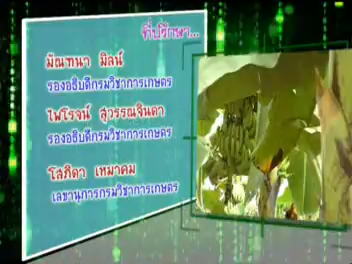 ที่ปรึกษา...
มัณฑนา มิลน์
รองอธิบดีกรมวิชาการเกษตร
ไพโรจน์ สุวรรณจินดา
รองอธิบดีกรมวิชาการเกษตร
โสภิดา เหมาคม
เลขานุการกรมวิชาการเกษตร